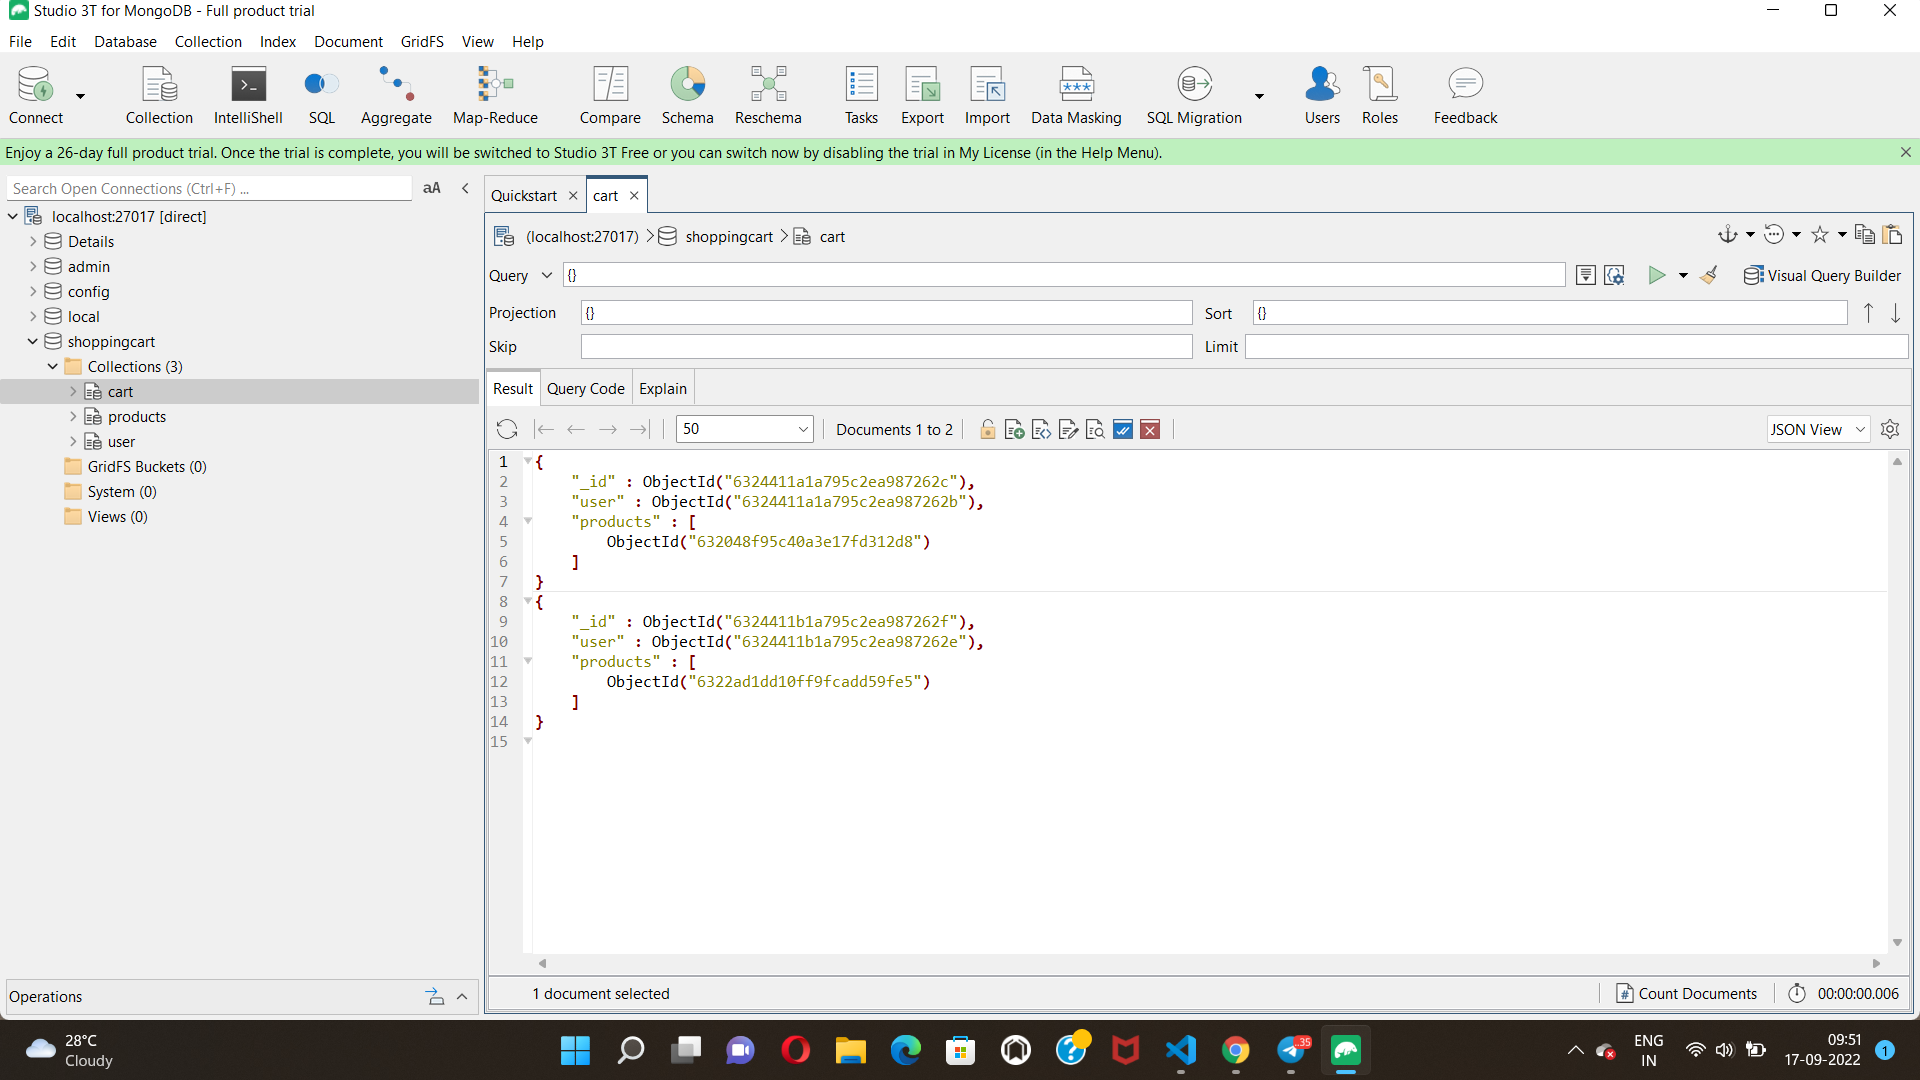 Studio 3T for MongoDB - Full product trial
File Edit Database Collection Index Document GridFS View Help
Connect Collection IntelliShell SQL Aggregate Map-Reduce Compare Schema Reschema Tasks Export Import Data Masking SQL Migration Users Roles Feedback
Enjoy a 26-day full product trial. Once the trial is complete, you will be switched to Studio 3T Free or you can switch now by disabling the trial in My License (in the Help Menu).
Search Open Connections (Ctrl+F) ... aA
localhost:27017 [direct]
Details
admin
config
local
shoppingcart
Collections (3)
cart
products
user
GridFS Buckets (0)
System (0)
Views (0)
Operations
Quickstart cart
(localhost:27017) shoppingcart cart
Query {} Visual Query Builder
Projection {} Sort {}
Skip Limit
Result Query Code Explain
50 Documents 1 to 2 JSON View
1 {
2 "_id" : ObjectId("6324411a1a795c2ea987262c"),
3 "user" : ObjectId("6324411a1a795c2ea987262b"),
4 "products" : [
5 ObjectId("632048f95c40a3e17fd312d8")
6 ]
7 }
8 {
9 "_id" : ObjectId("6324411b1a795c2ea987262f"),
10 "user" : ObjectId("6324411b1a795c2ea987262e"),
11 "products" : [
12 ObjectId("6322ad1dd10ff9fcadd59fe5")
13 ]
14 }
15
1 document selected Count Documents 00:00:00.006
28°C
Cloudy
35
ENG
IN
09:51
17-09-2022
1